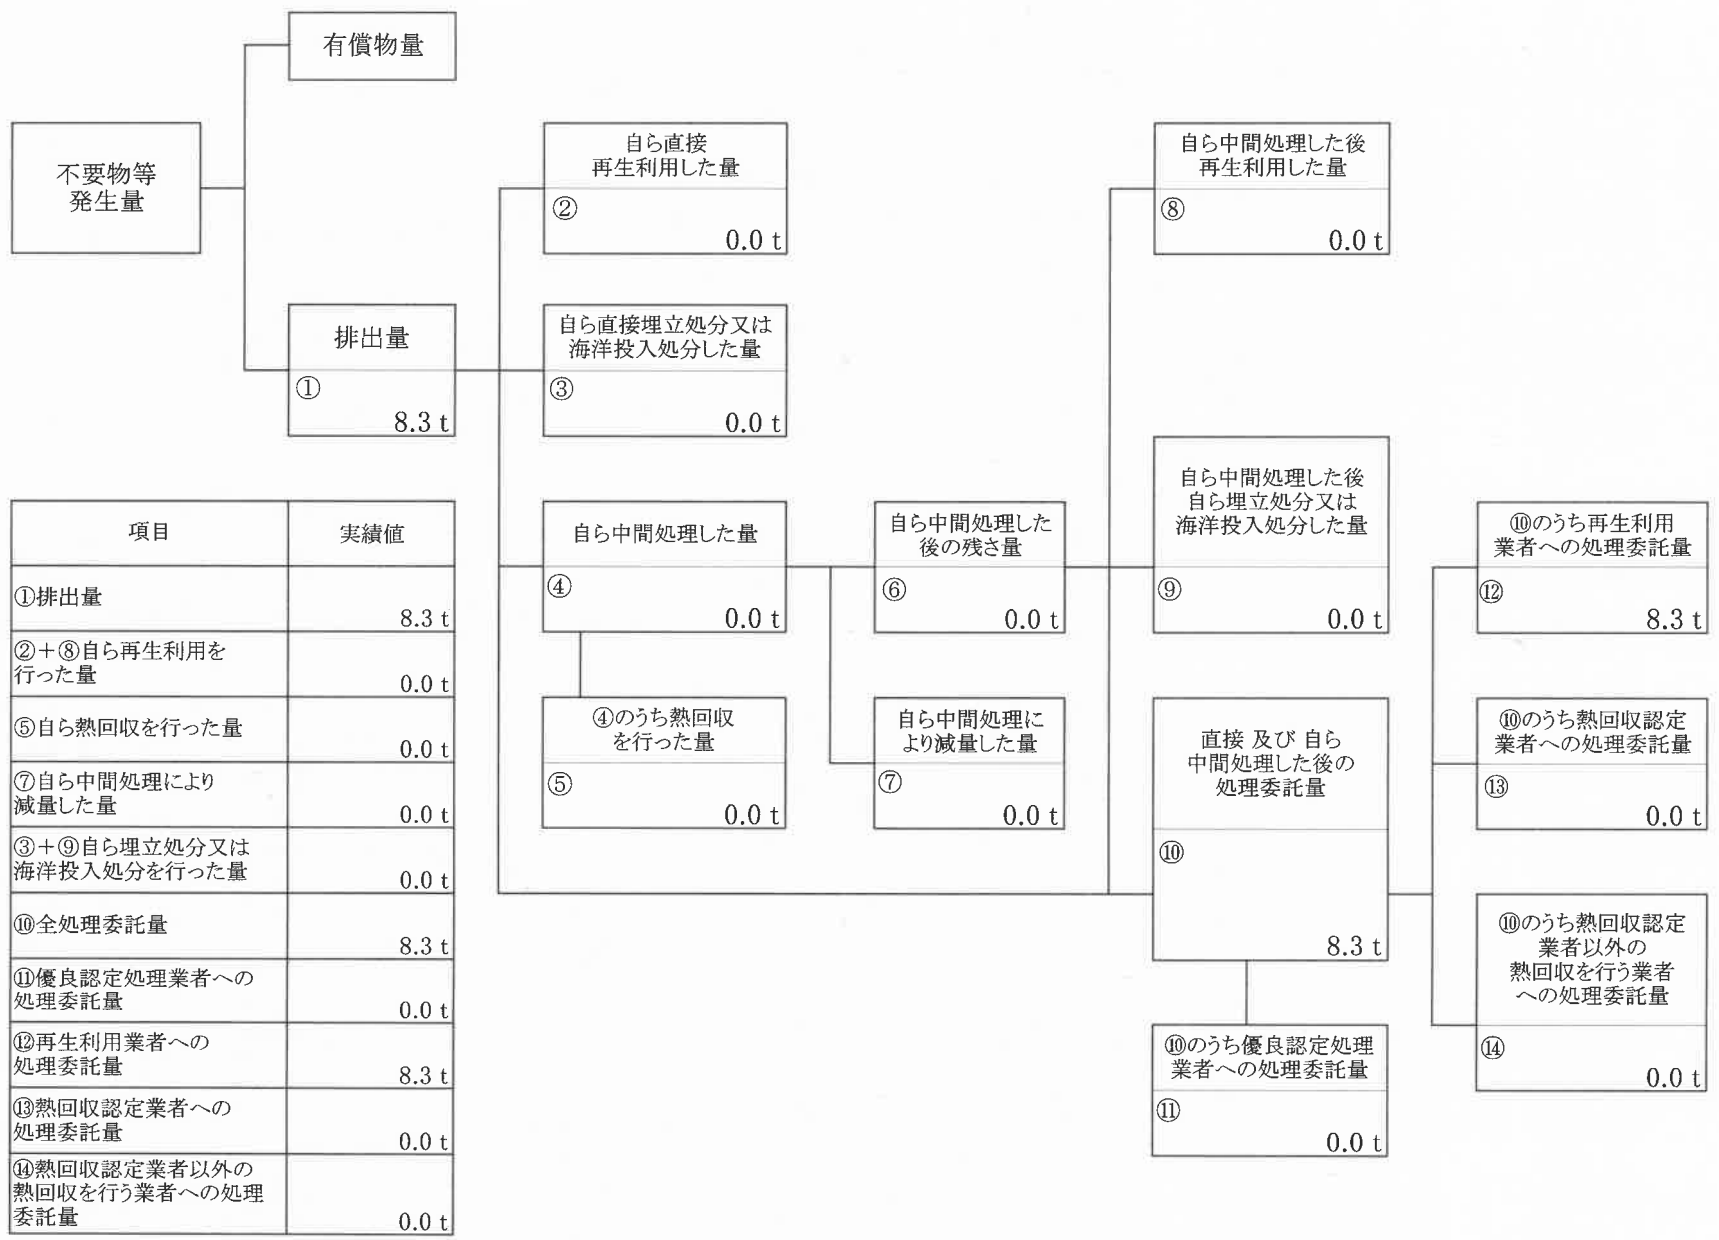 有償物量
不要物等
発生量
排出量
①
8.3 t
自ら直接
再生利用した量
②
0.0 t
自ら直接埋立処分又は
海洋投入処分した量
③
0.0 t
自ら中間処理した量
④
0.0 t
④のうち熱回収
を行った量
⑤
0.0 t
自ら中間処理した
後の残さ量
⑥
0.0 t
自ら中間処理に
より減量した量
⑦
0.0 t
自ら中間処理した後
再生利用した量
⑧
0.0 t
自ら中間処理した後
自ら埋立処分又は
海洋投入処分した量
⑨
0.0 t
直接 及び 自ら
中間処理した後の
処理委託量
⑩
8.3 t
⑩のうち優良認定処理
業者への処理委託量
⑪
0.0 t
⑩のうち再生利用
業者への処理委託量
⑫
8.3 t
⑩のうち熱回収認定
業者への処理委託量
⑬
0.0 t
⑩のうち熱回収認定
業者以外の
熱回収を行う業者
への処理委託量
⑭
0.0 t
項目 実績値
①排出量
8.3 t
②＋⑧自ら再生利用を
行った量
0.0 t
⑤自ら熱回収を行った量
0.0 t
⑦自ら中間処理により
減量した量
0.0 t
③＋⑨自ら埋立処分又は
海洋投入処分を行った量
0.0 t
⑩全処理委託量
8.3 t
⑪優良認定処理業者への
処理委託量
0.0 t
⑫再生利用業者への
処理委託量
8.3 t
⑬熱回収認定業者への
処理委託量
0.0 t
⑭熱回収認定業者以外の
熱回収を行う業者への処理
委託量
0.0 t